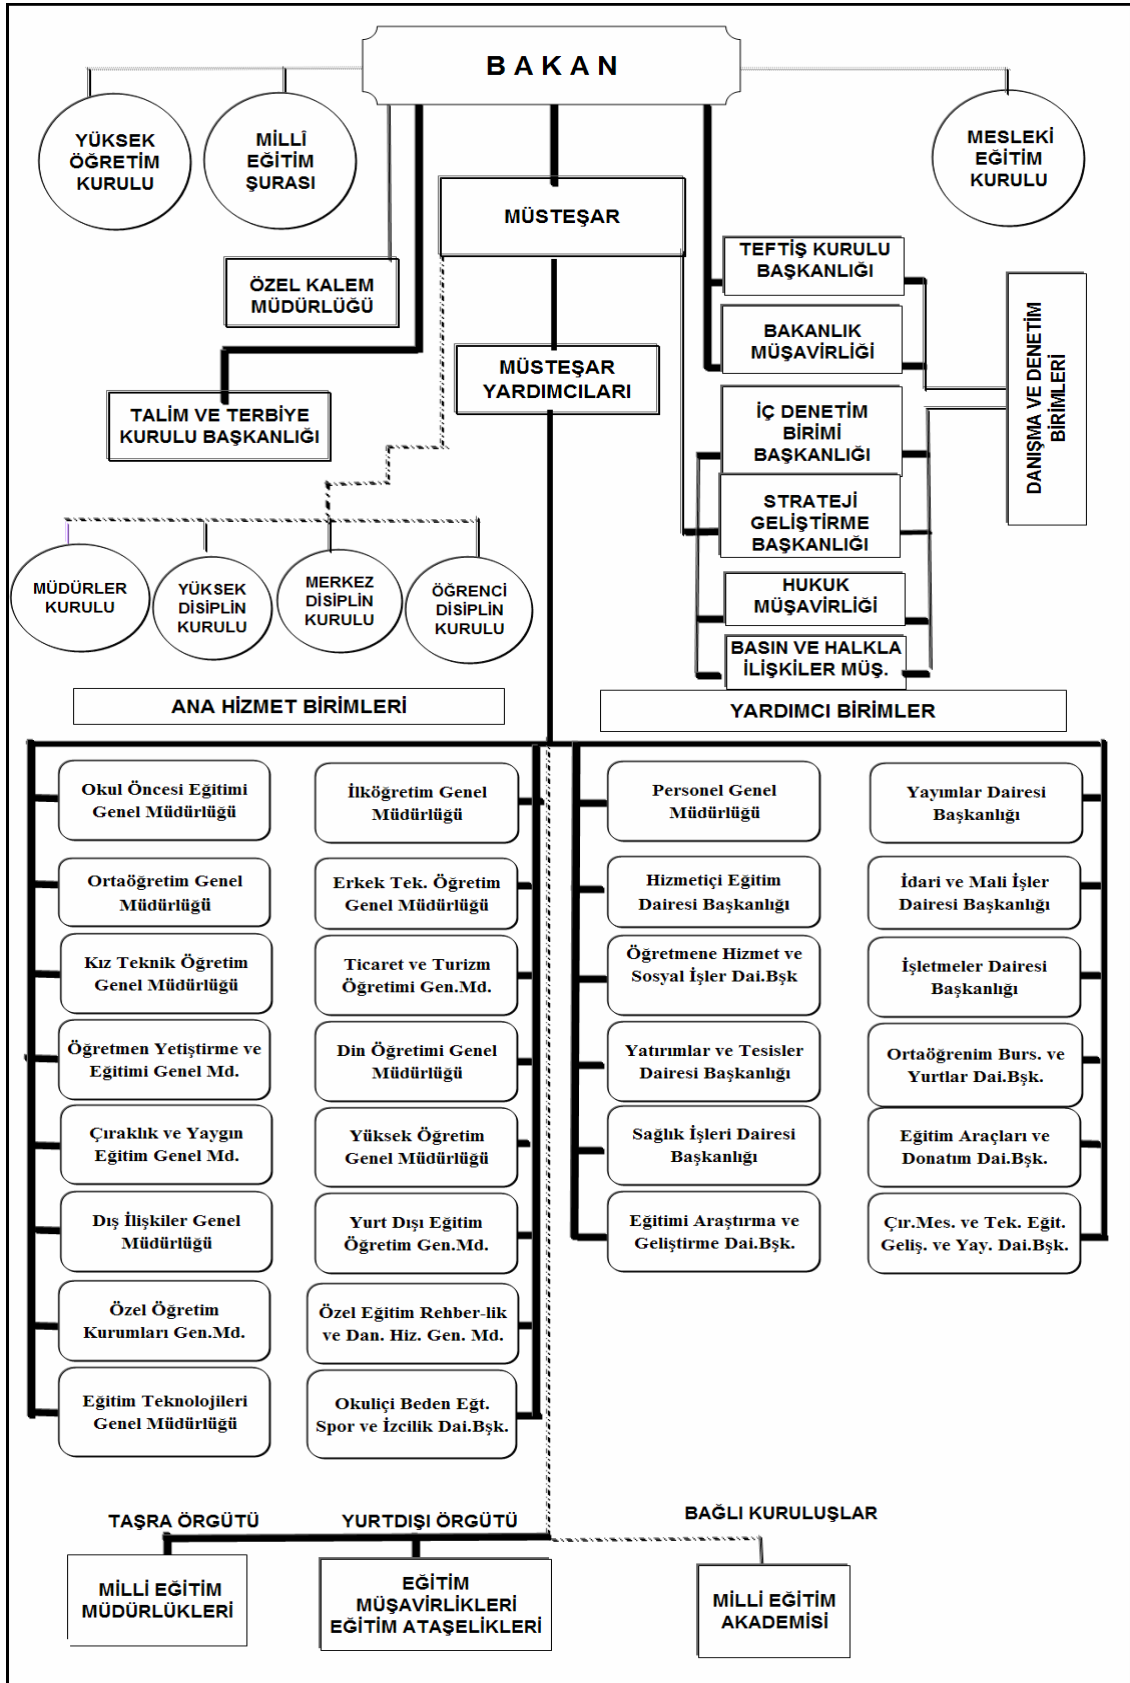 B A K A N
YÜKSEK
ÖĞRETİM
KURULU
MİLLÎ
EĞİTİM
ŞURASI
MESLEKİ
EĞİTİM
KURULU
MÜSTEŞAR
ÖZEL KALEM
MÜDÜRLÜĞÜ
TEFTİŞ KURULU
BAŞKANLIĞI
BAKANLIK
MÜŞAVİRLİĞİ
MÜSTEŞAR
YARDIMCILARI
TALİM VE TERBİYE
KURULU BAŞKANLIĞI
İÇ DENETİM
BİRİMİ
BAŞKANLIĞI
DANIŞMA VE DENETİM
BİRİMLERİ
STRATEJİ
GELİŞTİRME
BAŞKANLIĞI
MÜDÜRLER
KURULU
YÜKSEK
DİSİPLİN
KURULU
MERKEZ
DİSİPLİN
KURULU
ÖĞRENCİ
DİSİPLİN
KURULU
HUKUK
MÜŞAVİRLİĞİ
BASIN VE HALKLA
İLİŞKİLER MÜŞ.
ANA HİZMET BİRİMLERİ
YARDIMCI BİRİMLER
Okul Öncesi Eğitimi
Genel Müdürlüğü
İlköğretim Genel
Müdürlüğü
Personel Genel
Müdürlüğü
Yayımlar Dairesi
Başkanlığı
Ortaöğretim Genel
Müdürlüğü
Erkek Tek. Öğretim
Genel Müdürlüğü
Hizmetiçi Eğitim
Dairesi Başkanlığı
İdari ve Mali İşler
Dairesi Başkanlığı
Kız Teknik Öğretim
Genel Müdürlüğü
Ticaret ve Turizm
Öğretimi Gen.Md.
Öğretmene Hizmet ve
Sosyal İşler Dai.Bşk
İşletmeler Dairesi
Başkanlığı
Öğretmen Yetiştirme ve
Eğitimi Genel Md.
Din Öğretimi Genel
Müdürlüğü
Yatırımlar ve Tesisler
Dairesi Başkanlığı
Ortaöğrenim Burs. ve
Yurtlar Dai.Bşk.
Çıraklık ve Yaygın
Eğitim Genel Md.
Yüksek Öğretim
Genel Müdürlüğü
Sağlık İşleri Dairesi
Başkanlığı
Eğitim Araçları ve
Donatım Dai.Bşk.
Dış İlişkiler Genel
Müdürlüğü
Yurt Dışı Eğitim
Öğretim Gen.Md.
Eğitimi Araştırma ve
Geliştirme Dai.Bşk.
Çır.Mes. ve Tek. Eğit.
Geliş. ve Yay. Dai.Bşk.
Özel Öğretim
Kurumları Gen.Md.
Özel Eğitim Rehber-lik
ve Dan. Hiz. Gen. Md.
Eğitim Teknolojileri
Genel Müdürlüğü
Okuliçi Beden Eğt.
Spor ve İzcilik Dai.Bşk.
TAŞRA ÖRGÜTÜ
YURTDIŞI ÖRGÜTÜ
BAĞLI KURULUŞLAR
MİLLİ EĞİTİM
MÜDÜRLÜKLERİ
EĞİTİM
MÜŞAVİRLİKLERİ
EĞİTİM ATAŞELİKLERİ
MİLLİ EĞİTİM
AKADEMİSİ